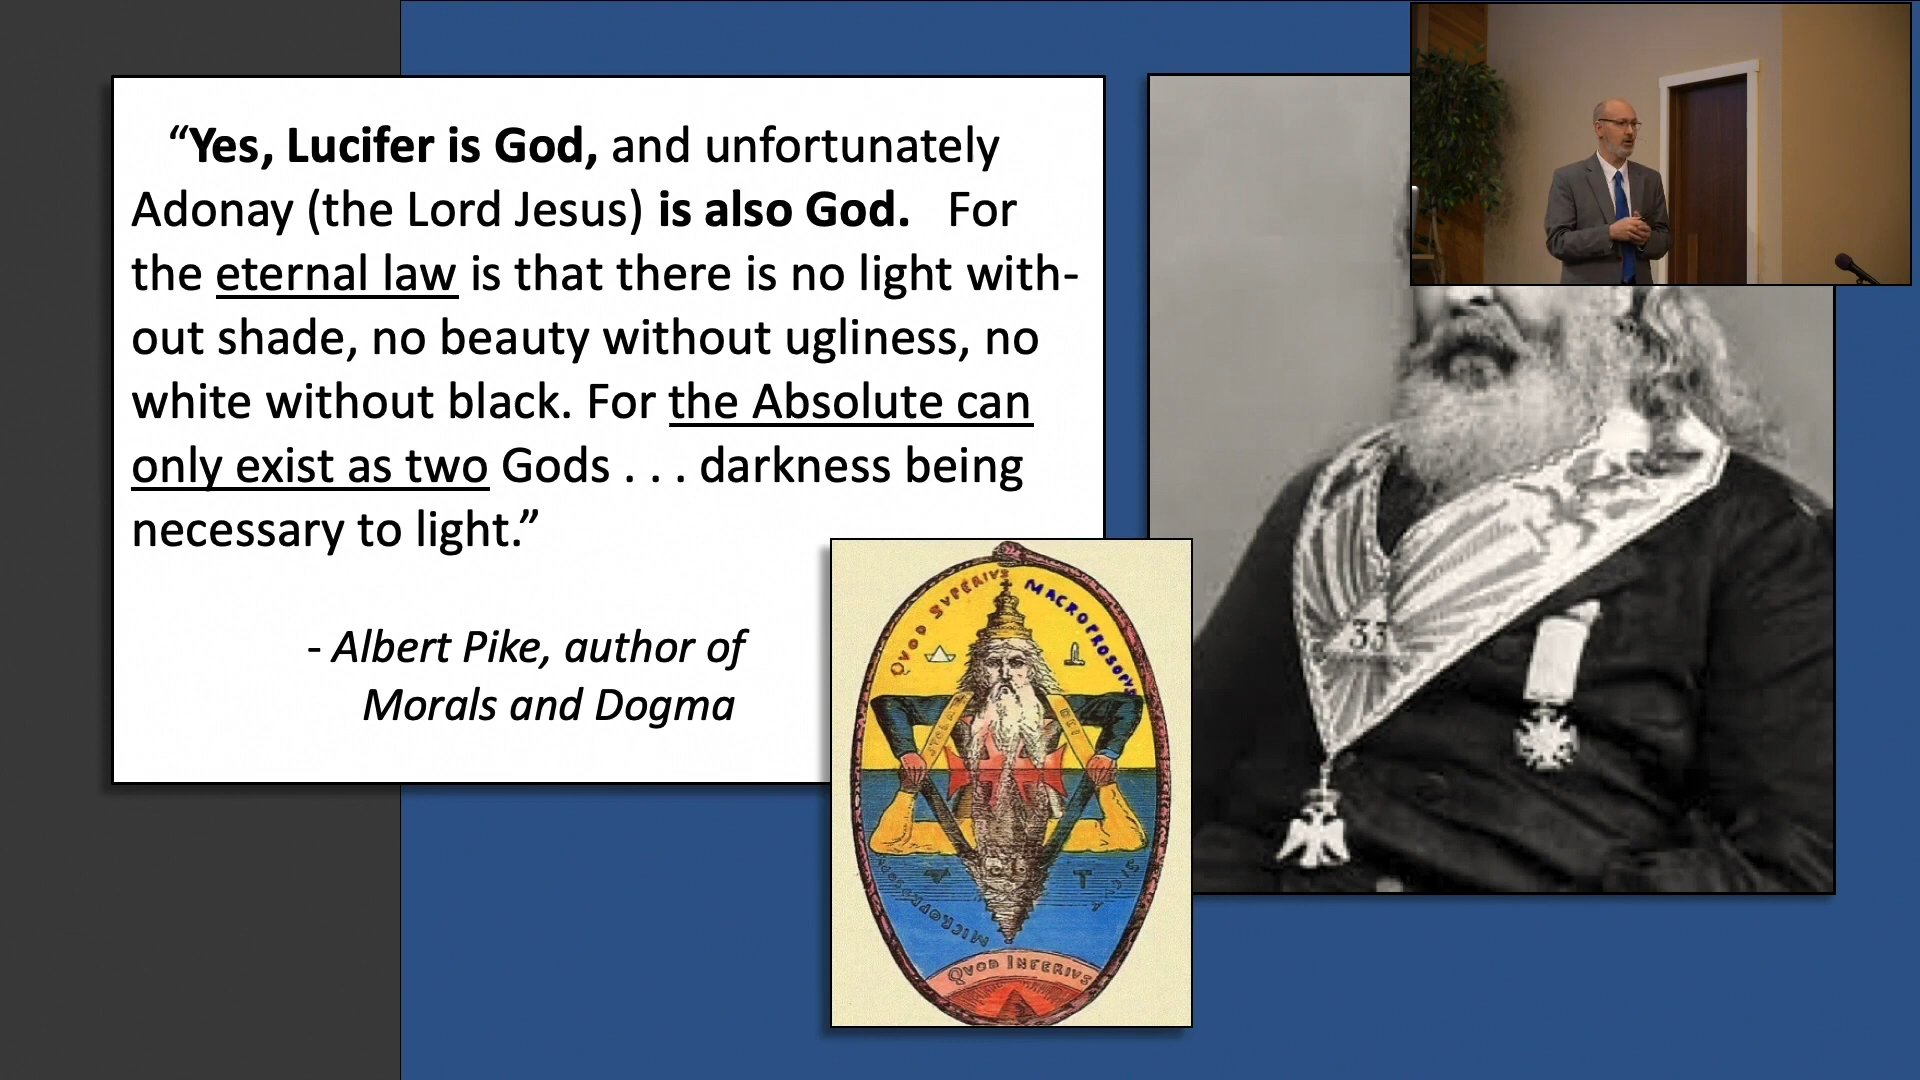 “Yes, Lucifer is God, and unfortunately
Adonay (the Lord Jesus) is also God. For
the eternal law is that there is no light with-
out shade, no beauty without ugliness, no
white without black. For the Absolute can
only exist as two Gods . . . darkness being
necessary to light.”
- Albert Pike, author of
Morals and Dogma
QVOD SVPERIVS
MACROPROSOPVS
MICROPROSOP
QVOD INFERIVS
33